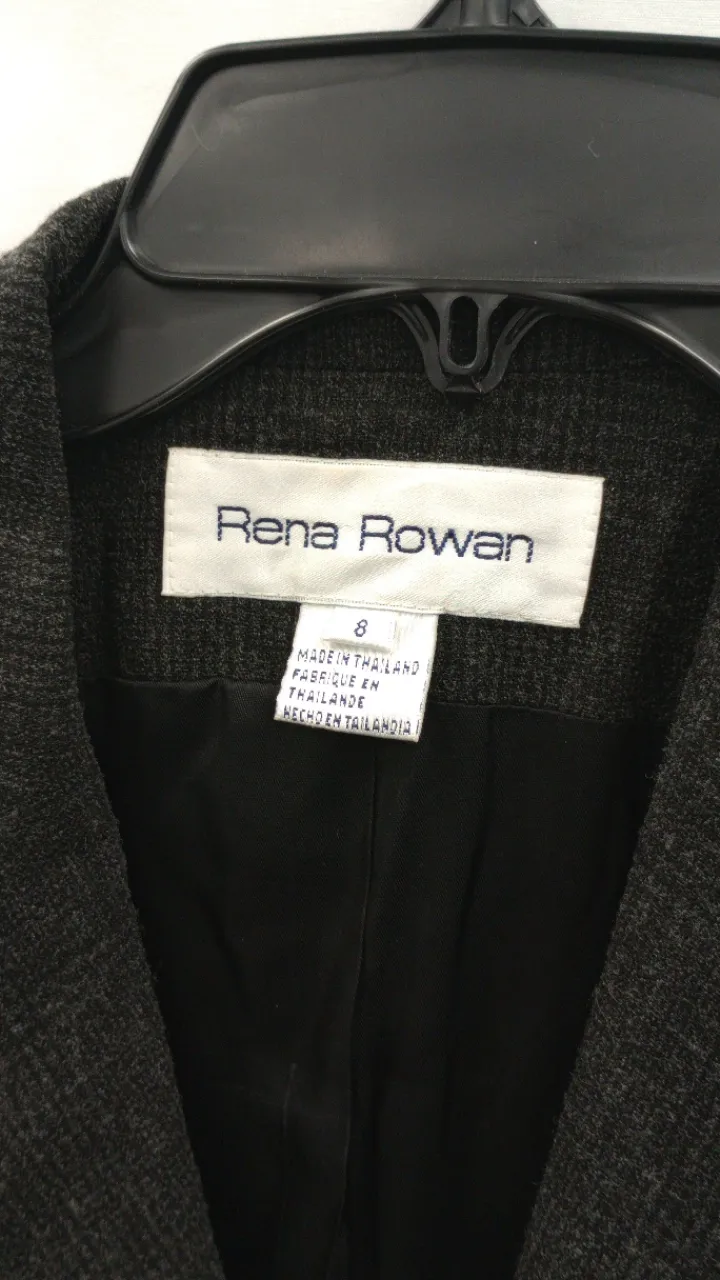 Rena Rowan
8
MADE IN THAILAND
FABRIQUE EN
THAILANDE
HECHO EN TAILANDIA